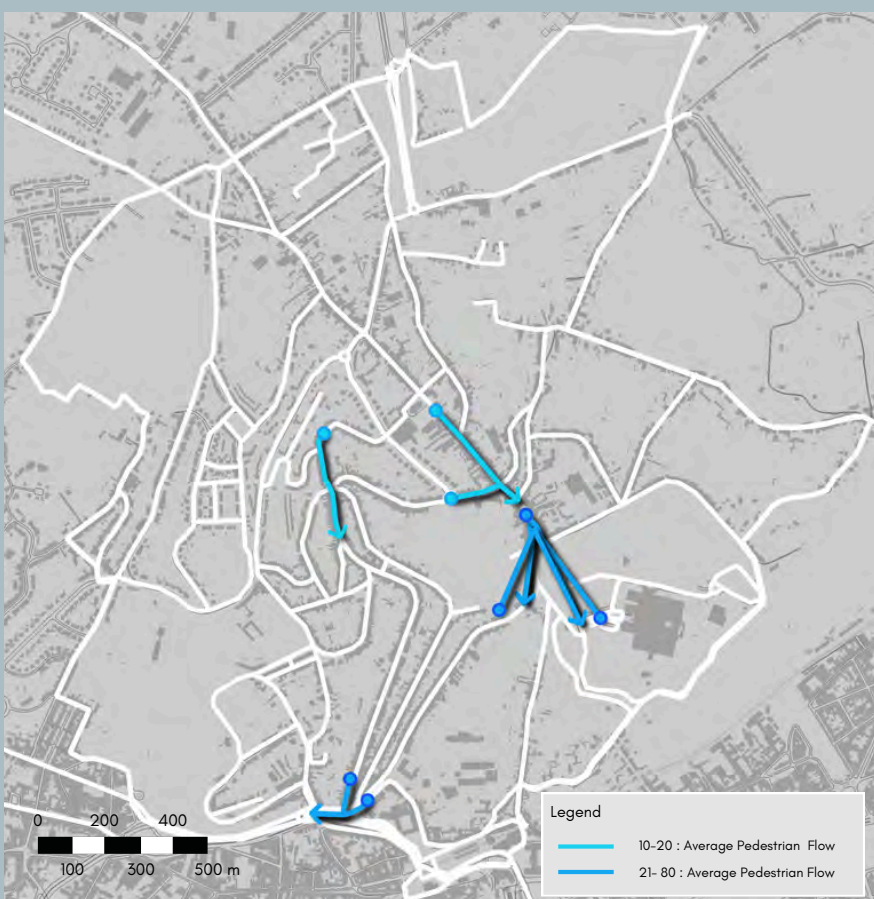 0 200 400
100 300 500 m
Legend
10-20 : Average Pedestrian Flow
21- 80 : Average Pedestrian Flow